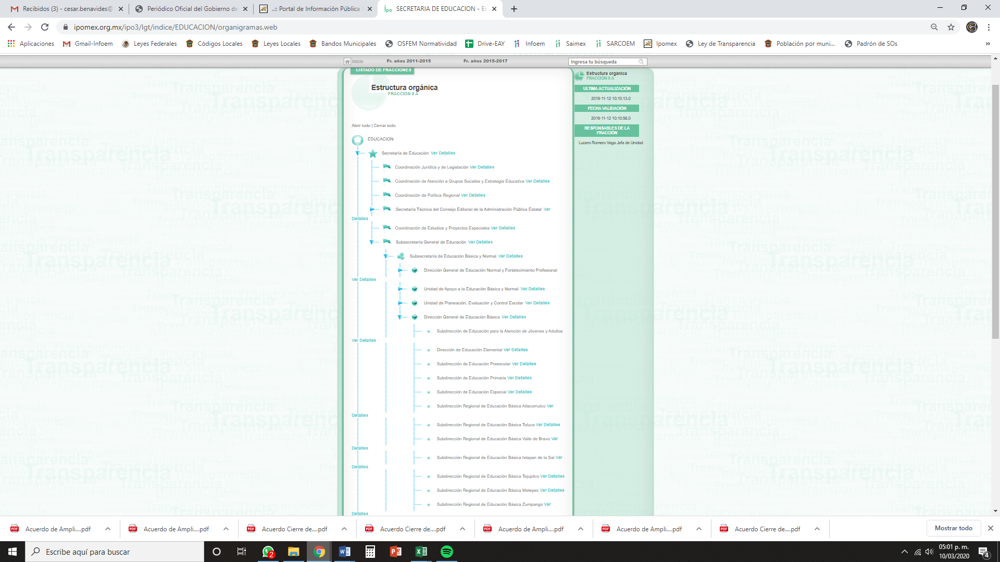 Recibidos (3) - cesar.benavides@
Periódico Oficial del Gobierno de
..:: Portal de Información Pública
SECRETARIA DE EDUCACION - Es
ipomex.org.mx/ipo3/lgt/indice/EDUCACION/organigramas.web
Aplicaciones
Gmail-Infoem
Leyes Federales
Códigos Locales
Leyes Locales
Bandos Municipales
OSFEM Normatividad
Drive-EAY
Infoem
Saimex
SARCOEM
Ipomex
Ley de Transparencia
Población por muni...
Padrón de SOs
»
Inicio
Fr. años 2011-2015
Fr. años 2015-2017
Ingresa tu búsqueda
LISTADO DE FRACCIONES
Estructura orgánica
FRACCIÓN II A
Abrir todo | Cerrar todo
EDUCACION
Secretaría de Educación Ver Detalles
Coordinación Jurídica y de Legislación Ver Detalles
Coordinación de Atención a Grupos Sociales y Estrategia Educativa Ver Detalles
Coordinación de Política Regional Ver Detalles
Secretaría Técnica del Consejo Editorial de la Administración Pública Estatal Ver
Detalles
Coordinación de Estudios y Proyectos Especiales Ver Detalles
Subsecretaría General de Educación Ver Detalles
Subsecretaría de Educación Básica y Normal Ver Detalles
Dirección General de Educación Normal y Fortalecimiento Profesional
Ver Detalles
Unidad de Apoyo a la Educación Básica y Normal Ver Detalles
Unidad de Planeación, Evaluación y Control Escolar Ver Detalles
Dirección General de Educación Básica Ver Detalles
Subdirección de Educación para la Atención de Jóvenes y Adultos
Ver Detalles
Dirección de Educación Elemental Ver Detalles
Subdirección de Educación Preescolar Ver Detalles
Subdirección de Educación Primaria Ver Detalles
Subdirección de Educación Especial Ver Detalles
Subdirección Regional de Educación Básica Atlacomulco Ver
Detalles
Subdirección Regional de Educación Básica Toluca Ver Detalles
Subdirección Regional de Educación Básica Valle de Bravo Ver
Detalles
Subdirección Regional de Educación Básica Ixtapan de la Sal Ver
Detalles
Subdirección Regional de Educación Básica Tejupilco Ver Detalles
Subdirección Regional de Educación Básica Metepec Ver Detalles
Subdirección Regional de Educación Básica Zumpango Ver
Detalles
Estructura orgánica
FRACCIÓN II A
ULTIMA ACTUALIZACIÓN
2019-11-12 10:10:13.0
FECHA VALIDACIÓN
2019-11-12 10:10:56.0
RESPONSABLES DE LA
FRACCIÓN
Lucero Romero Vega Jefa de Unidad
Acuerdo de Ampli....pdf
Acuerdo de Ampli....pdf
Acuerdo Cierre de....pdf
Acuerdo Cierre de....pdf
Acuerdo de Ampli....pdf
Acuerdo de Ampli....pdf
Acuerdo Cierre de....pdf
Mostrar todo
Escribe aquí para buscar
2
05:01 p. m.
10/03/2020
4